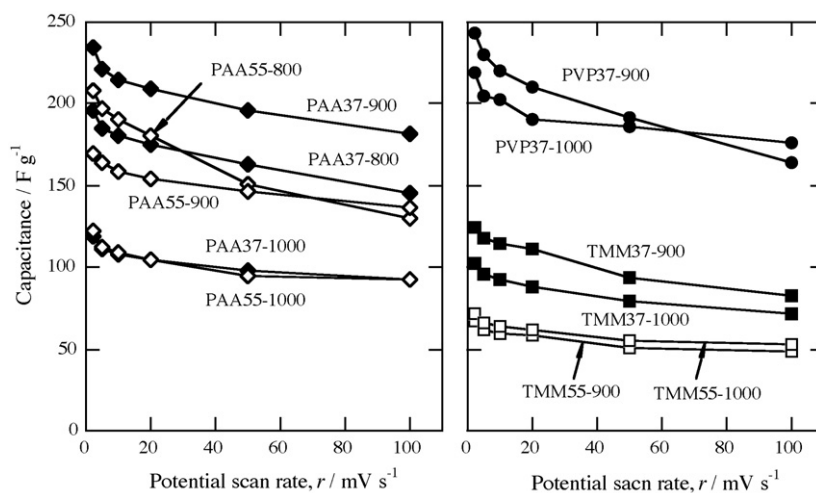 250
200
150
100
50
0
Capacitance / F g⁻¹
PAA55-800
PAA37-900
PAA37-800
PAA55-900
PAA37-1000
PAA55-1000
0 20 40 60 80 100
Potential scan rate, r / mV s⁻¹
PVP37-900
PVP37-1000
TMM37-900
TMM37-1000
TMM55-900
TMM55-1000
0 20 40 60 80 100
Potential sacn rate, r / mV s⁻¹